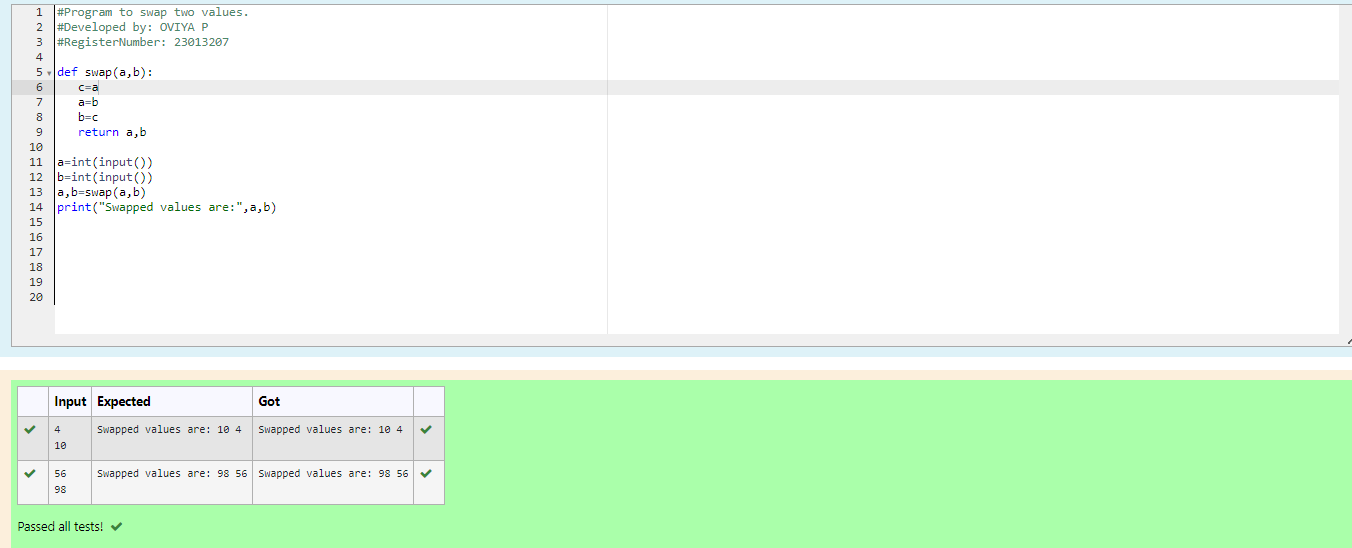 1 #Program to swap two values.
2 #Developed by: OVIYA P
3 #RegisterNumber: 23013207
4
5 def swap(a,b):
6    c=a
7    a=b
8    b=c
9    return a,b
10
11 a=int(input())
12 b=int(input())
13 a,b=swap(a,b)
14 print("Swapped values are:",a,b)
15
16
17
18
19
20
Input Expected Got
4 Swapped values are: 10 4 Swapped values are: 10 4
10
56 Swapped values are: 98 56 Swapped values are: 98 56
98
Passed all tests!